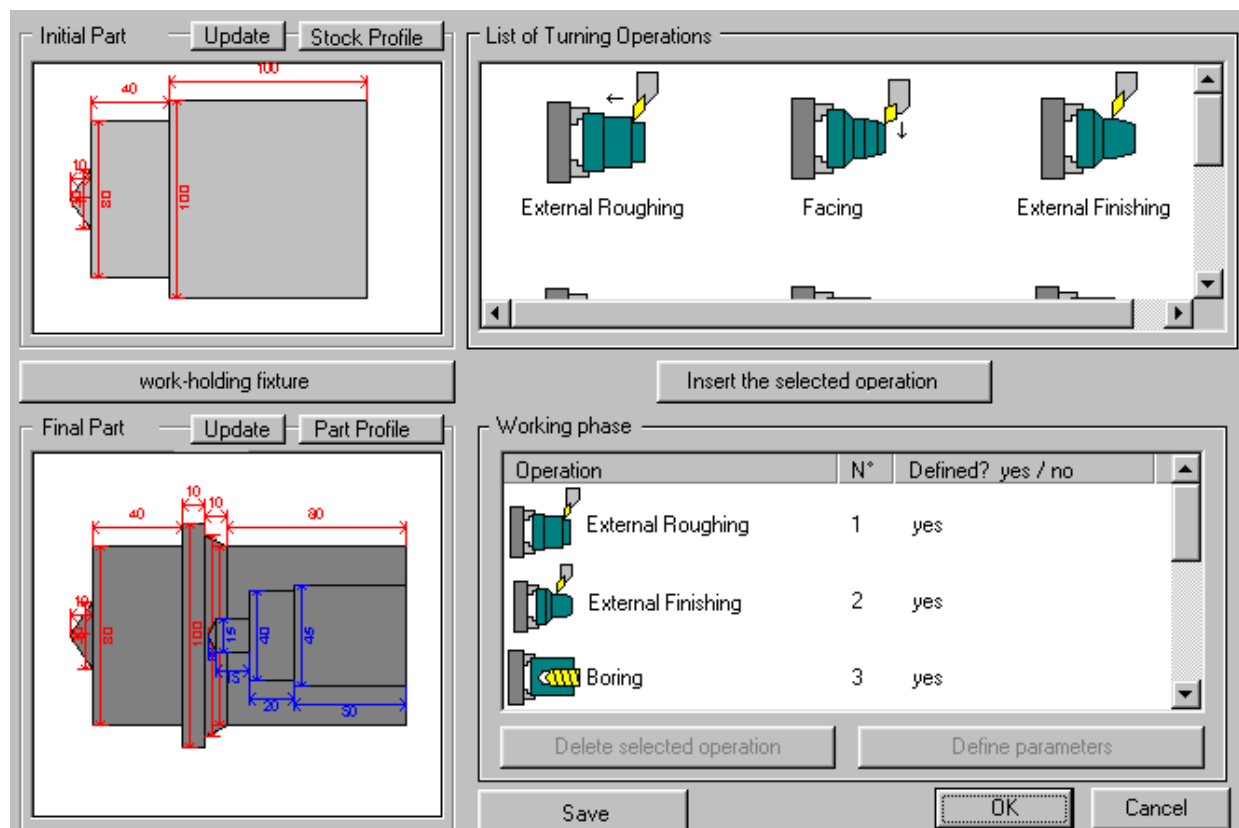 Initial Part
Update
Stock Profile
100
40
10
80
100
List of Turning Operations
External Roughing
Facing
External Finishing
work-holding fixture
Insert the selected operation
Final Part
Update
Part Profile
10
10
40
80
10
80
100
15
40
45
15
20
50
Working phase
Operation N° Defined? yes / no
External Roughing 1 yes
External Finishing 2 yes
Boring 3 yes
Delete selected operation
Define parameters
Save
OK
Cancel